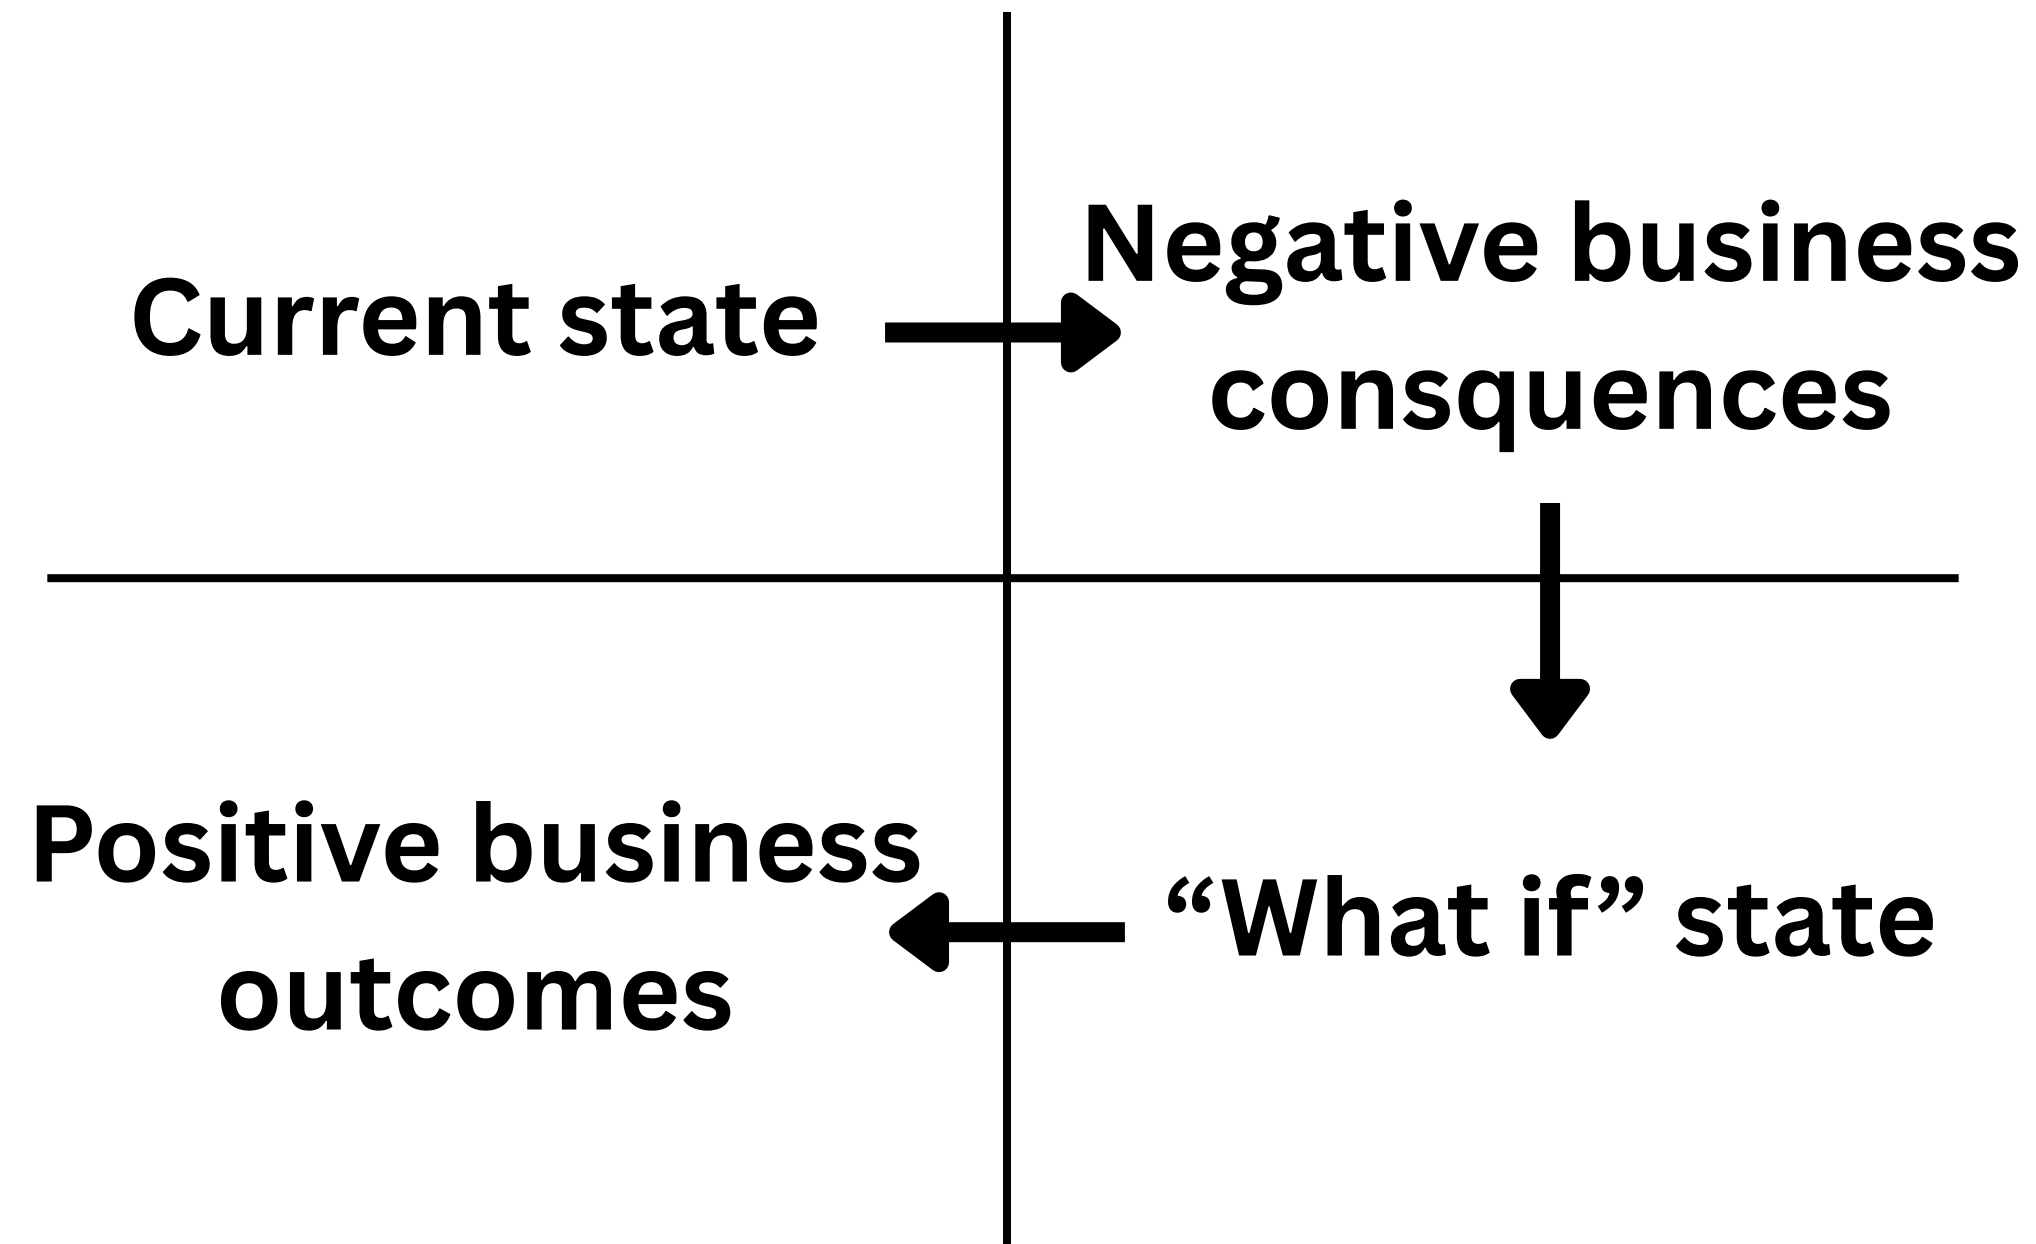 Current state
Negative business
consquences
Positive business
outcomes
“What if” state